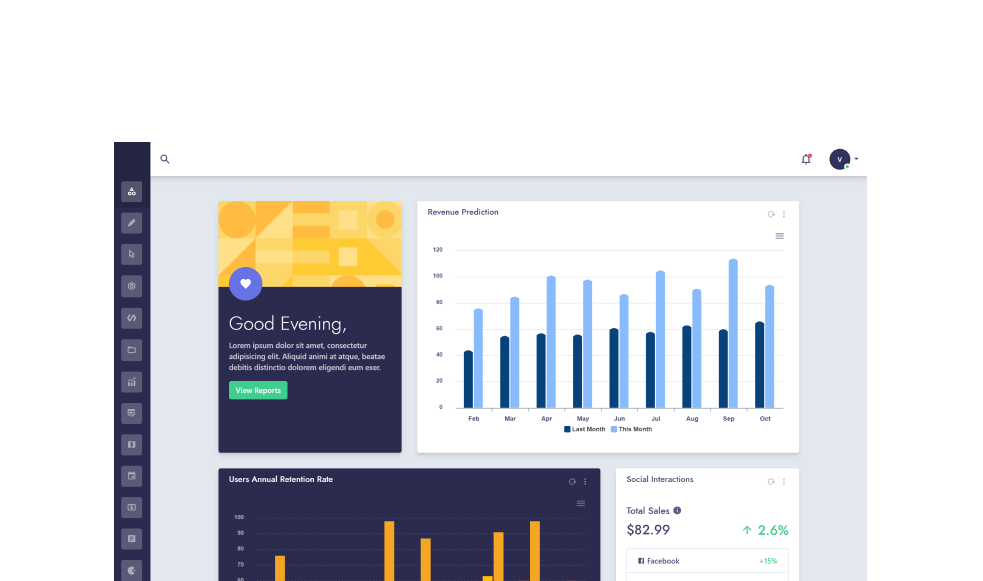 V
Revenue Prediction
120
100
80
60
40
20
0
Feb Mar Apr May Jun Jul Aug Sep Oct
Last Month This Month
Good Evening,
Lorem ipsum dolor sit amet, consectetur
adipisicing elit. Aliquid animi at atque, beatae
debitis distinctio dolorem eligendi eum exer.
View Reports
Users Annual Retention Rate
100
90
80
70
60
Social Interactions
Total Sales
$82.99 2.6%
Facebook +15%